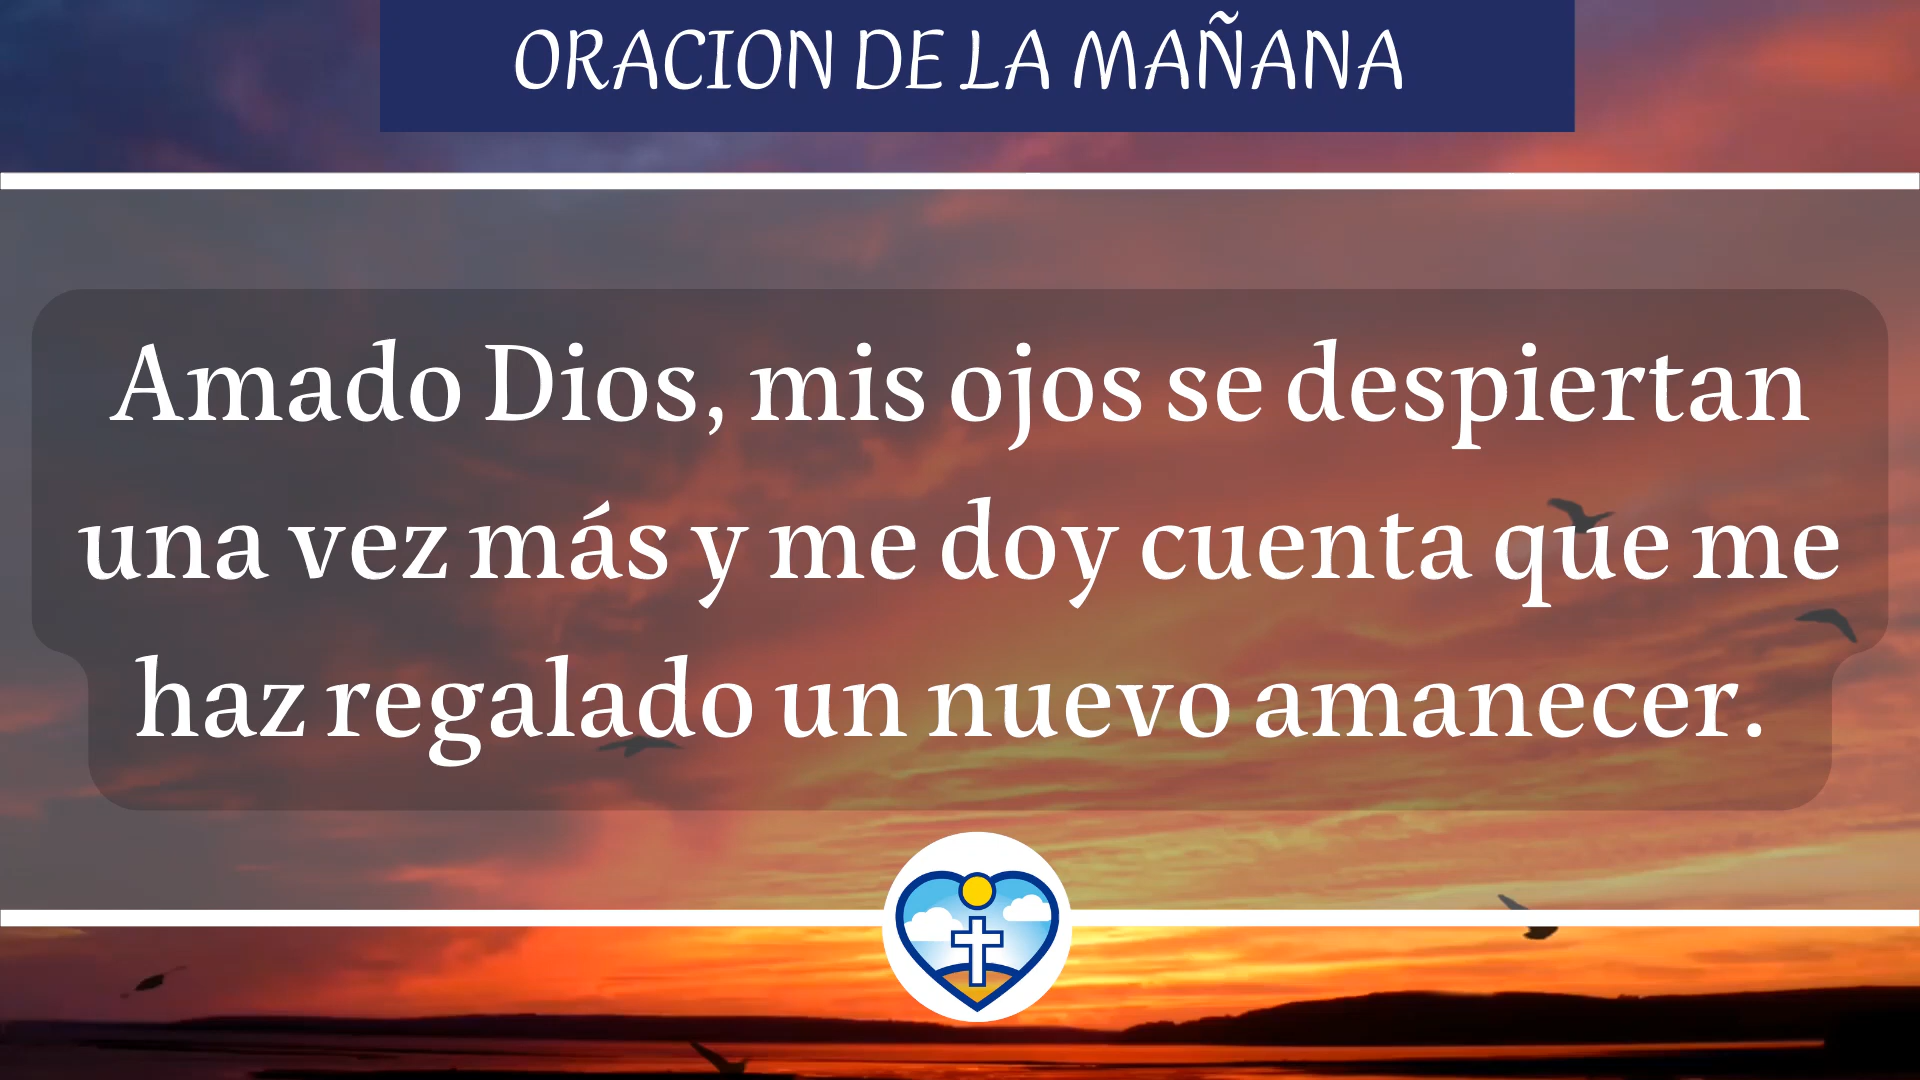 ORACION DE LA MAÑANA
Amado Dios, mis ojos se despiertan
una vez más y me doy cuenta que me
haz regalado un nuevo amanecer.